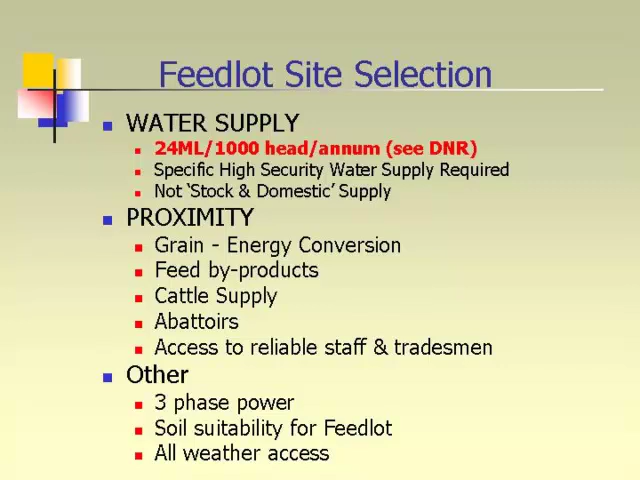 Feedlot Site Selection
WATER SUPPLY
24ML/1000 head/annum (see DNR)
Specific High Security Water Supply Required
Not ‘Stock & Domestic’ Supply
PROXIMITY
Grain - Energy Conversion
Feed by-products
Cattle Supply
Abattoirs
Access to reliable staff & tradesmen
Other
3 phase power
Soil suitability for Feedlot
All weather access